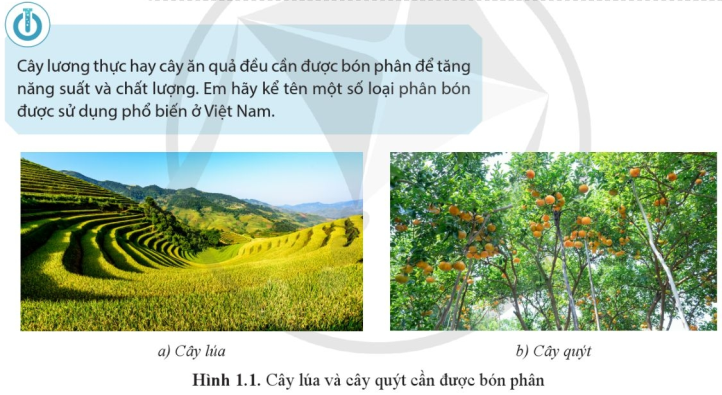 Cây lương thực hay cây ăn quả đều cần được bón phân để tăng
năng suất và chất lượng. Em hãy kể tên một số loại phân bón
được sử dụng phổ biến ở Việt Nam.
a) Cây lúa
b) Cây quýt
Hình 1.1. Cây lúa và cây quýt cần được bón phân